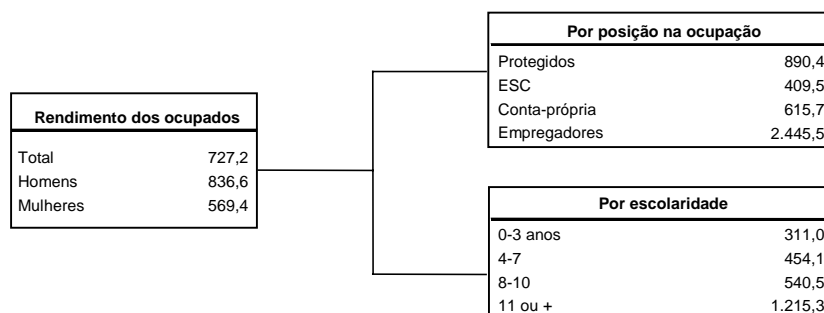 Por posição na ocupação
Protegidos 890,4
ESC 409,5
Conta-própria 615,7
Empregadores 2.445,5
Rendimento dos ocupados
Total 727,2
Homens 836,6
Mulheres 569,4
Por escolaridade
0-3 anos 311,0
4-7 454,1
8-10 540,5
11 ou + 1.215,3